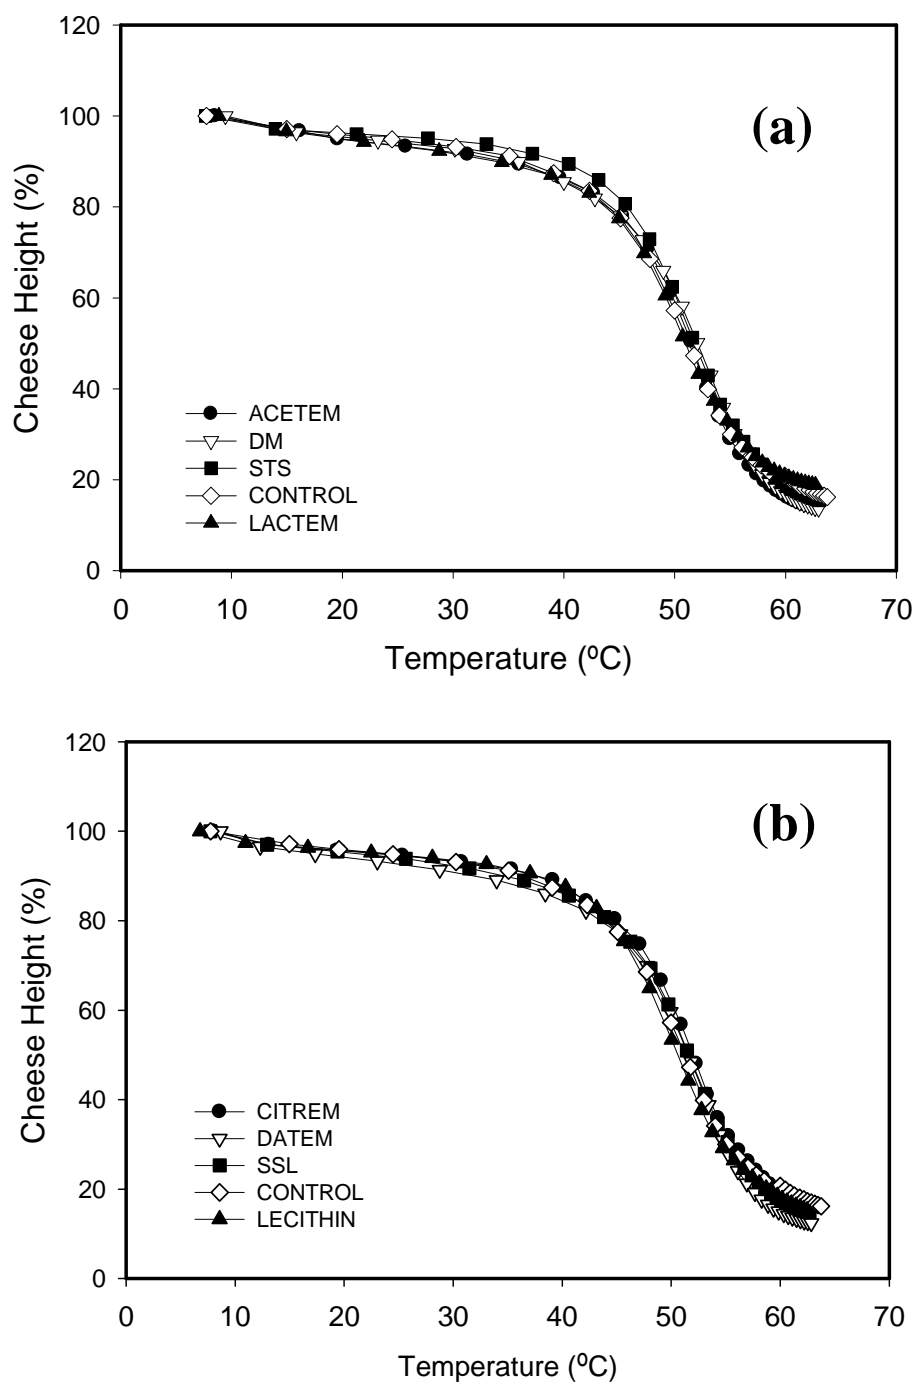 120
100
80
60
40
20
0
Cheese Height (%)
(a)
ACETEM
DM
STS
CONTROL
LACTEM
0 10 20 30 40 50 60 70
Temperature (ºC)
120
100
80
60
40
20
0
Cheese Height (%)
(b)
CITREM
DATEM
SSL
CONTROL
LECITHIN
0 10 20 30 40 50 60 70
Temperature (ºC)